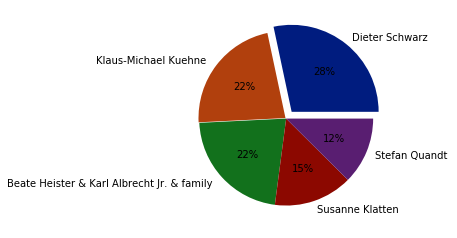 Dieter Schwarz
28%
Klaus-Michael Kuehne
22%
22%
12%
15%
Stefan Quandt
Beate Heister & Karl Albrecht Jr. & family
Susanne Klatten